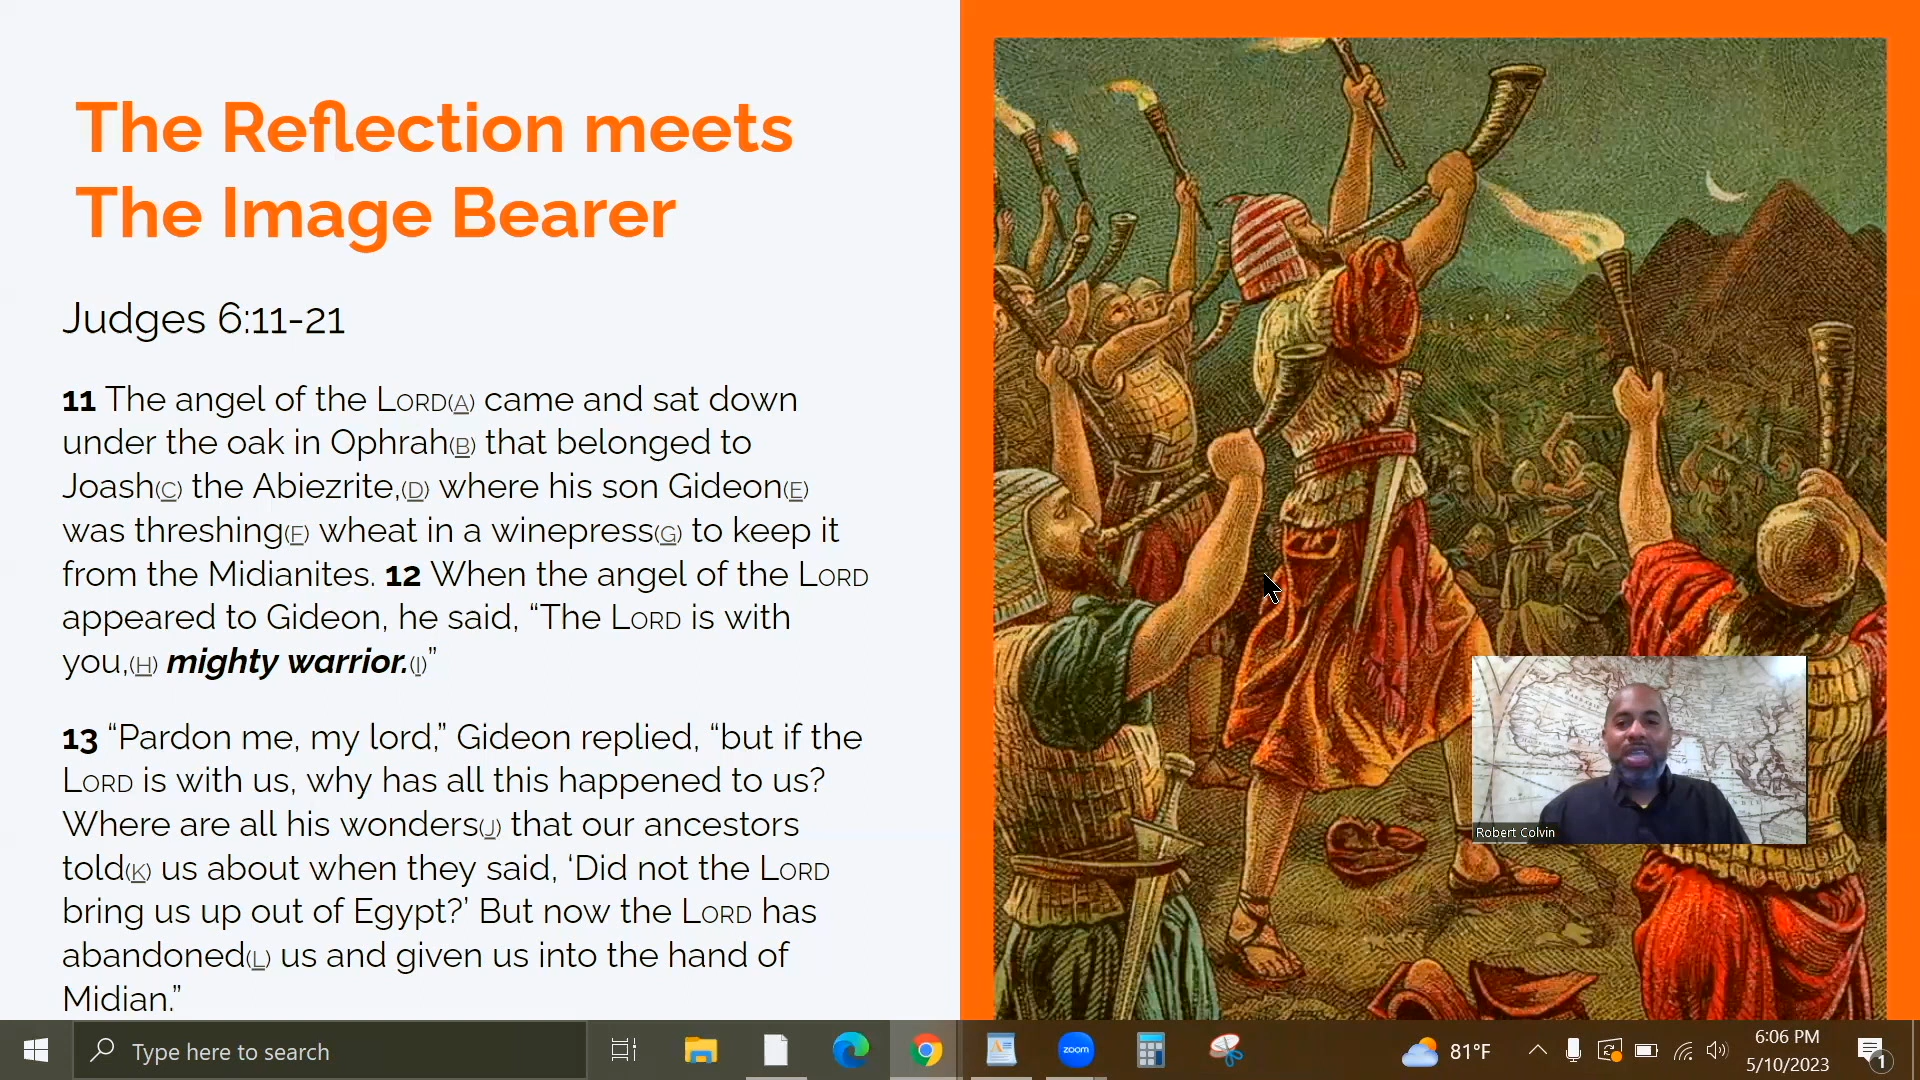 The Reflection meets
The Image Bearer
Judges 6:11-21
11 The angel of the LORD(A) came and sat down
under the oak in Ophrah(B) that belonged to
Joash(C) the Abiezrite,(D) where his son Gideon(E)
was threshing(F) wheat in a winepress(G) to keep it
from the Midianites. 12 When the angel of the LORD
appeared to Gideon, he said, “The LORD is with
you,(H) mighty warrior.(I)”
13 “Pardon me, my lord,” Gideon replied, “but if the
LORD is with us, why has all this happened to us?
Where are all his wonders(J) that our ancestors
told(K) us about when they said, ‘Did not the LORD
bring us up out of Egypt?’ But now the LORD has
abandoned(L) us and given us into the hand of
Midian.”
Robert Colvin
Type here to search
zoom
81°F
6:06 PM
5/10/2023
1